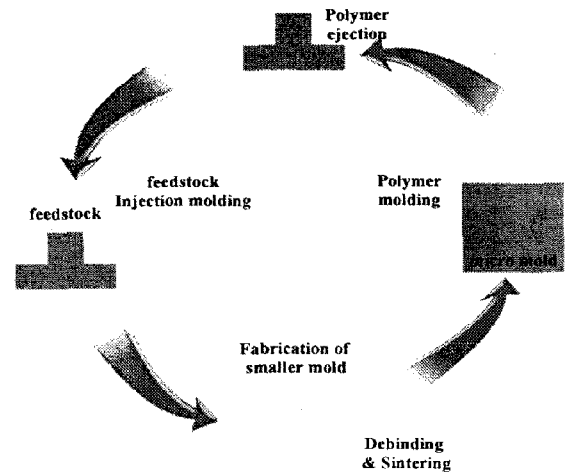 Polymer
ejection
feedstock
Injection molding
Polymer
molding
feedstock
micro mold
Fabrication of
smaller mold
Debinding
& Sintering